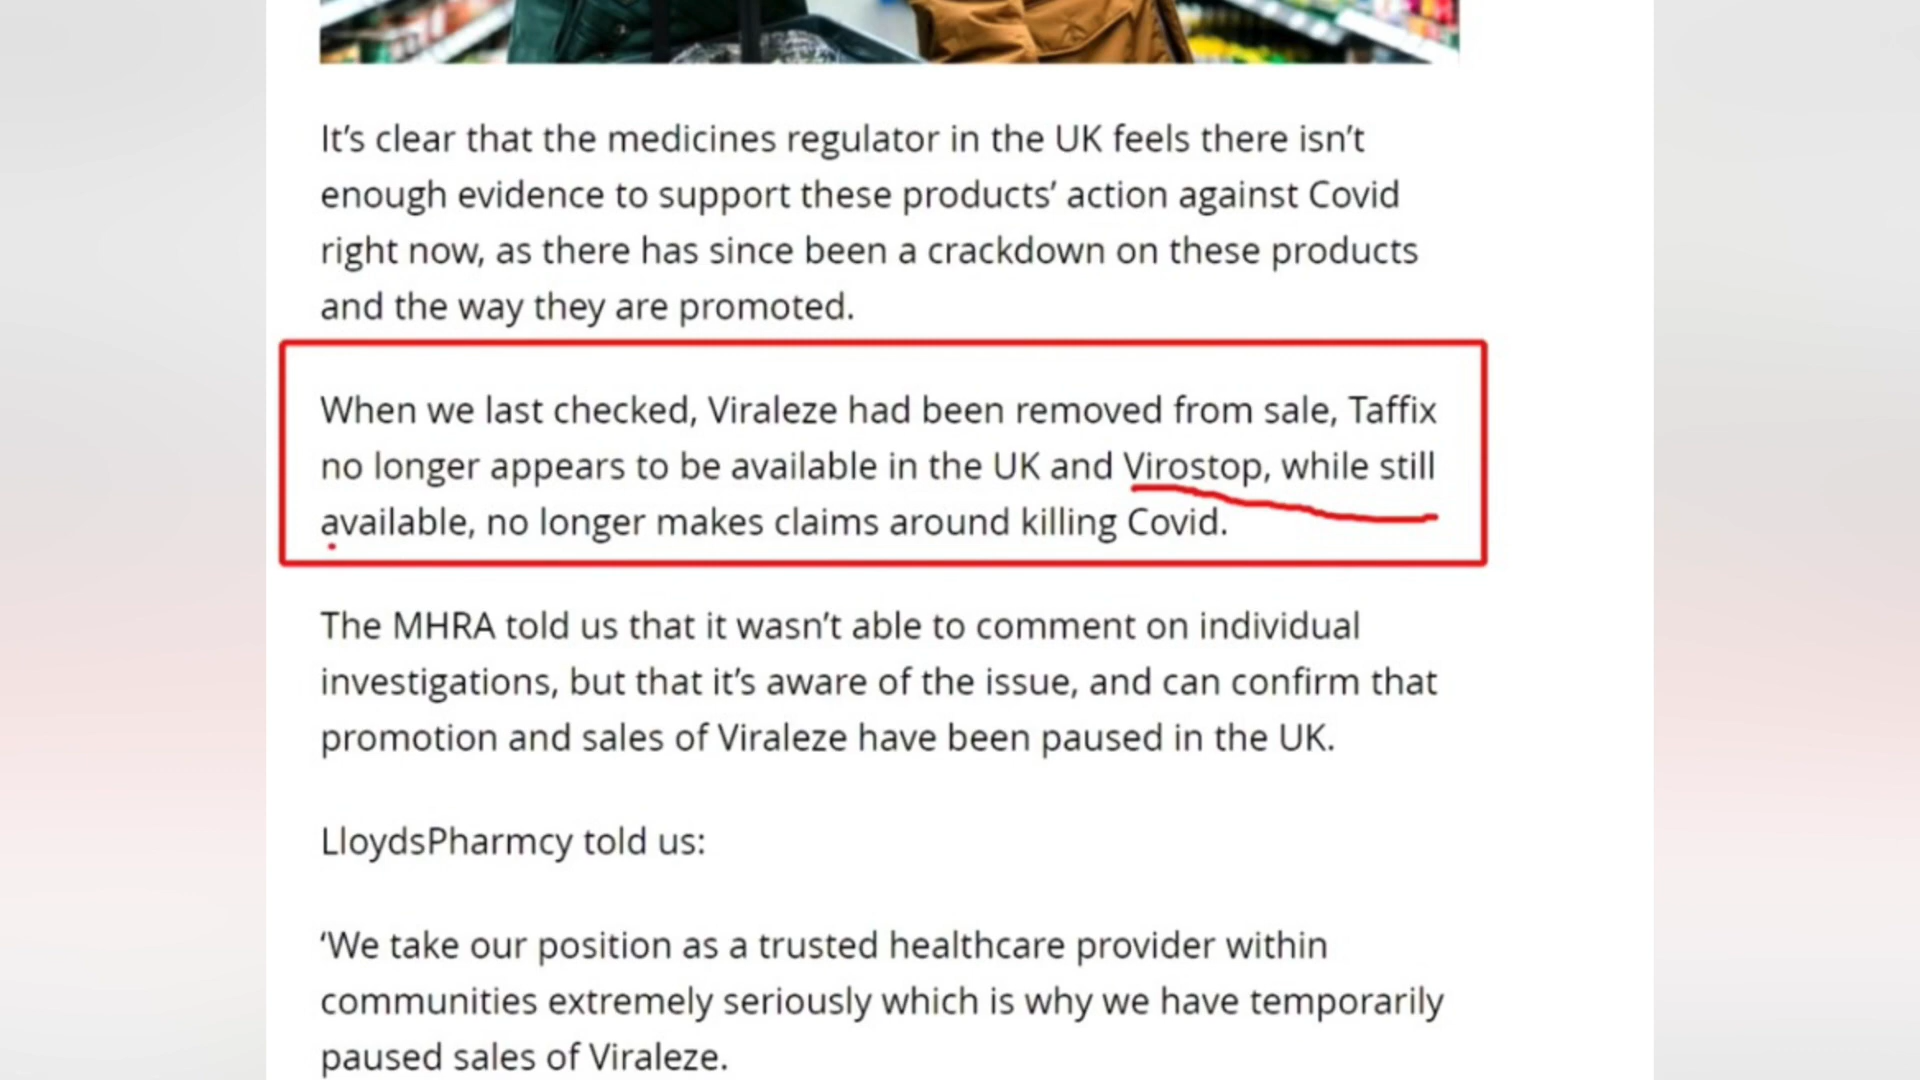 It’s clear that the medicines regulator in the UK feels there isn’t
enough evidence to support these products’ action against Covid
right now, as there has since been a crackdown on these products
and the way they are promoted.
When we last checked, Viraleze had been removed from sale, Taffix
no longer appears to be available in the UK and Virostop, while still
available, no longer makes claims around killing Covid.
The MHRA told us that it wasn’t able to comment on individual
investigations, but that it’s aware of the issue, and can confirm that
promotion and sales of Viraleze have been paused in the UK.
LloydsPharmcy told us:
‘We take our position as a trusted healthcare provider within
communities extremely seriously which is why we have temporarily
paused sales of Viraleze.